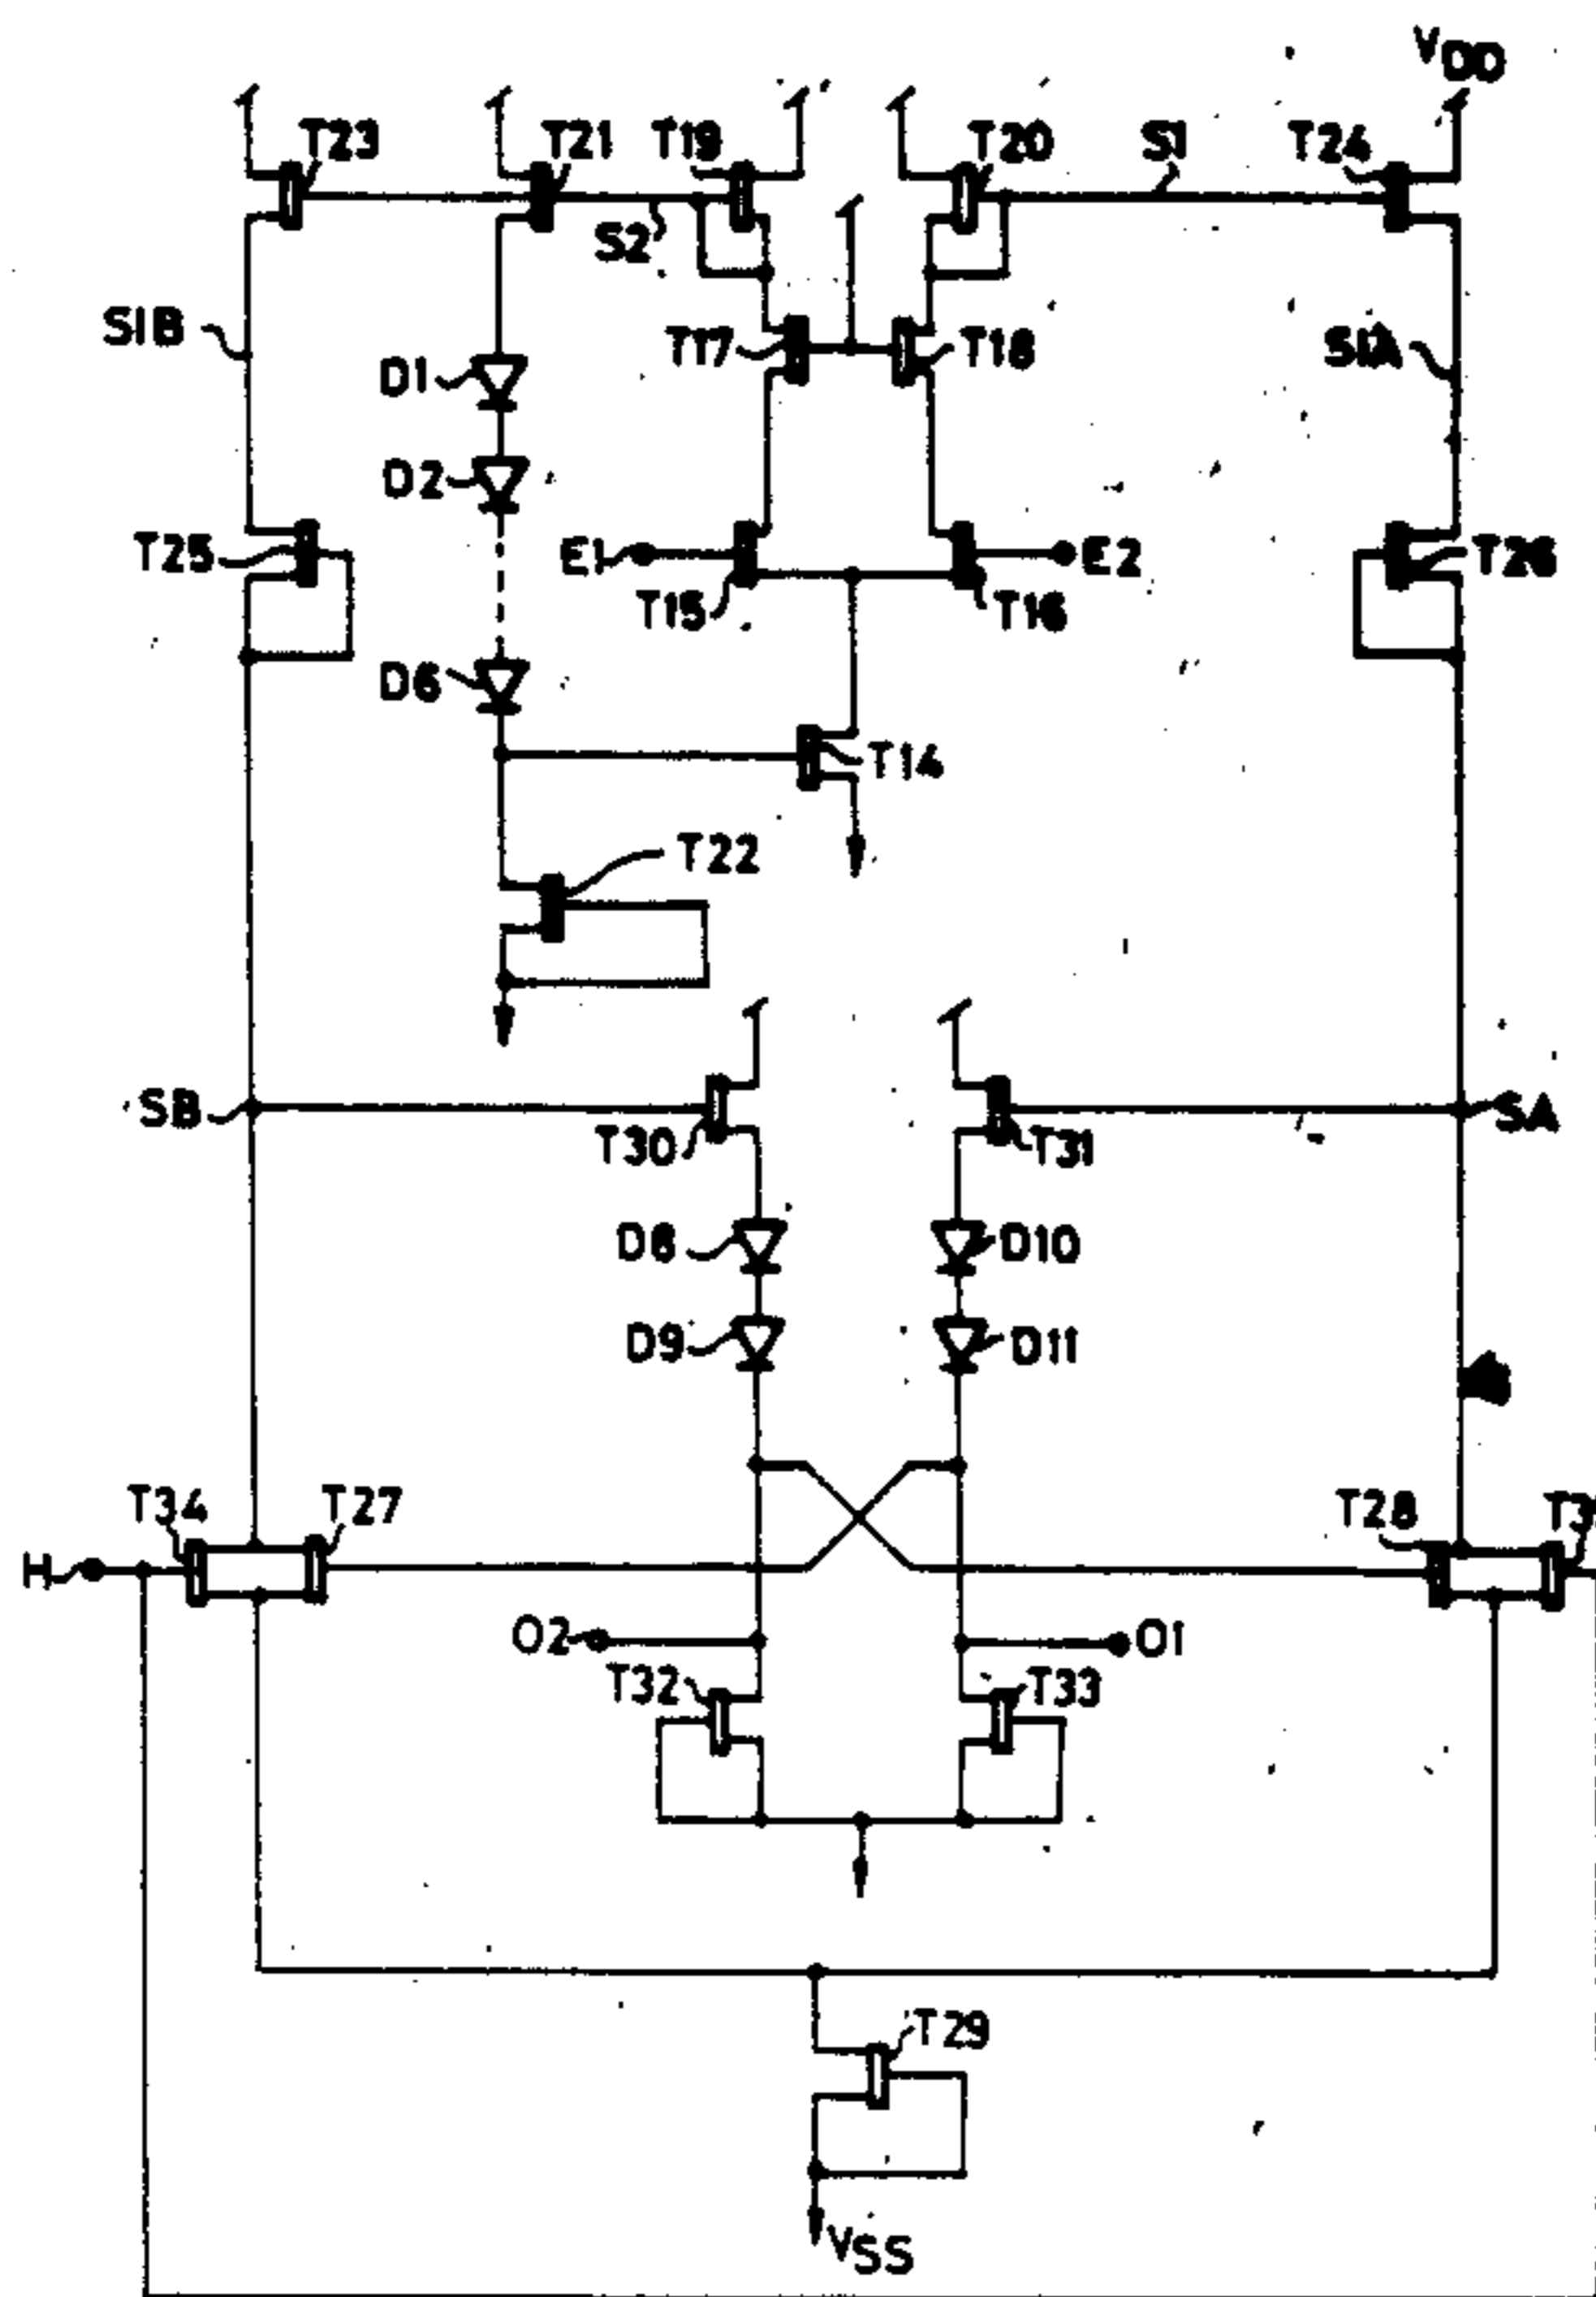 VDD
T23
T21
T19
T20
S1
T24
S2
S1B
T17
T18
S1A
D1
D2
T25
E1
E2
T26
T15
T16
D6
T14
T22
SB
SA
T30
T31
D8
D10
D9
D11
T34
T27
T28
H
O2
O1
T32
T33
T29
VSS